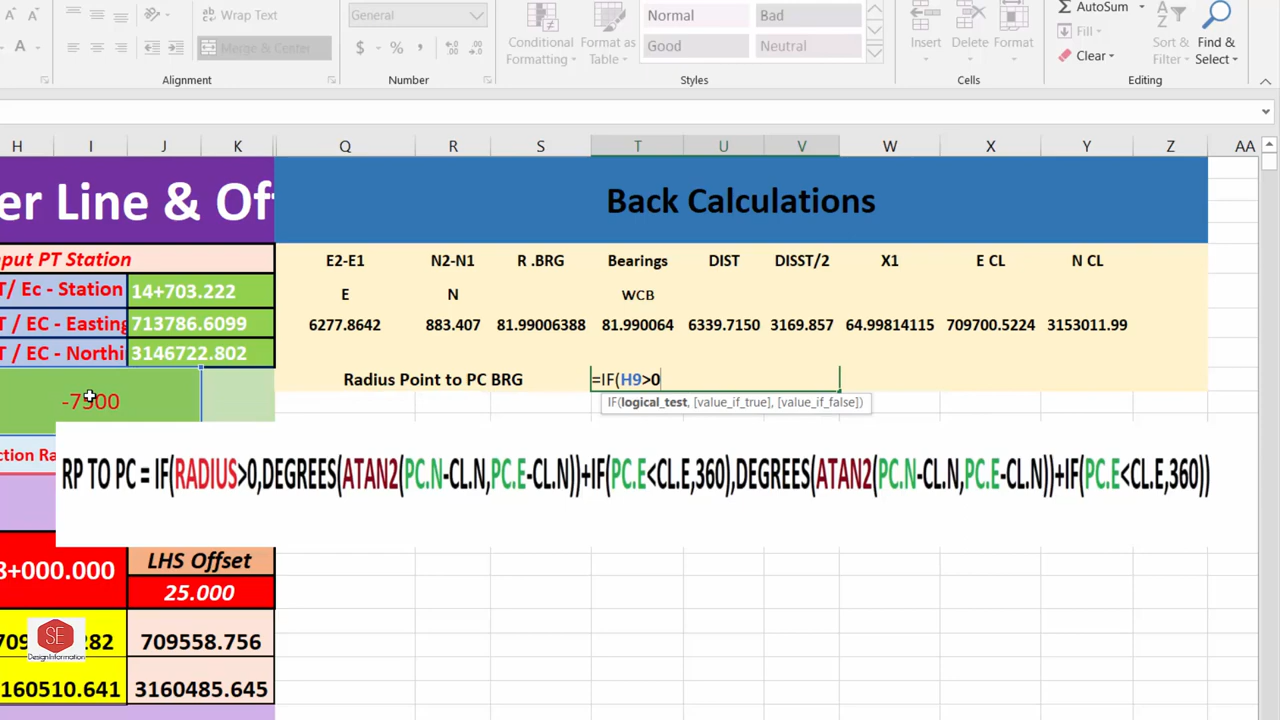 Wrap Text
General
Merge & Center
$ % ,
Conditional Formatting
Format as Table
Normal
Bad
Good
Neutral
Insert
Delete
Format
AutoSum
Fill
Clear
Sort & Filter
Find & Select
Alignment
Number
Styles
Cells
Editing
H I J K Q R S T U V W X Y Z AA
er Line & Of
Back Calculations
nput PT Station
E2-E1 N2-N1 R .BRG Bearings DIST DISST/2 X1 E CL N CL
T/ Ec - Station 14+703.222
E N WCB
T / EC - Easting 713786.6099
6277.8642 883.407 81.99006388 81.990064 6339.7150 3169.857 64.99814115 709700.5224 3153011.99
T / EC - Northi 3146722.802
Radius Point to PC BRG =IF(H9>0
IF(logical_test, [value_if_true], [value_if_false])
-7500
ction Ra
RP TO PC = IF(RADIUS>0,DEGREES(ATAN2(PC.N-CL.N,PC.E-CL.N))+IF(PC.E<CL.E,360),DEGREES(ATAN2(PC.N-CL.N,PC.E-CL.N))+IF(PC.E<CL.E,360))
8+000.000
LHS Offset
25.000
709 282 709558.756
SE
Design Information
160510.641 3160485.645